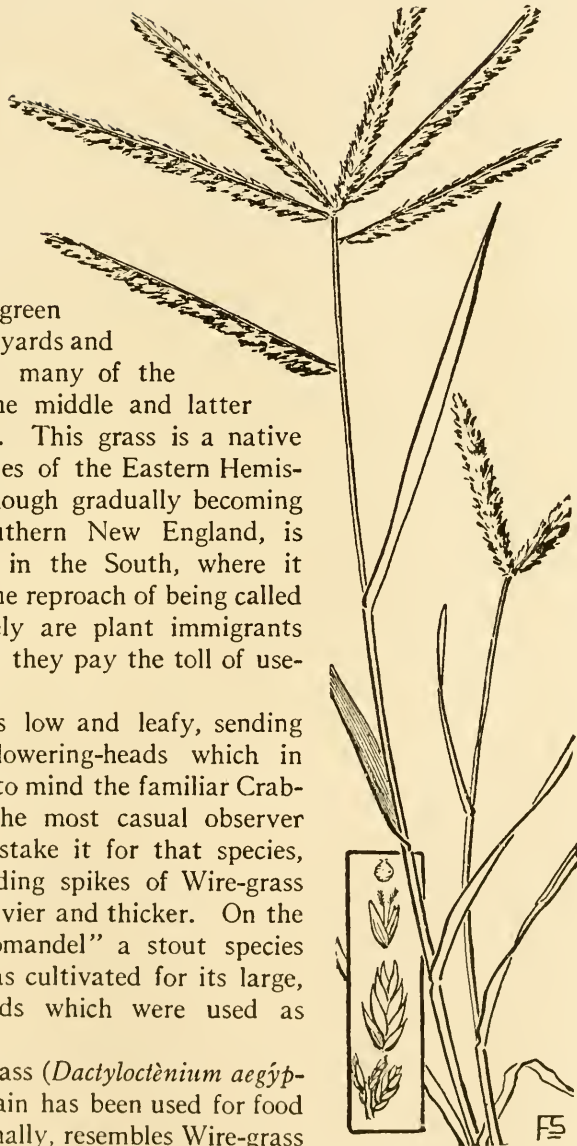 green
yards and
many of the
ne middle and latter
. This grass is a native
es of the Eastern Hemis-
ough gradually becoming
uthern New England, is
in the South, where it
ne reproach of being called
ely are plant immigrants
they pay the toll of use-
s low and leafy, sending
lowering-heads which in
to mind the familiar Crab-
he most casual observer
stake it for that species,
ding spikes of Wire-grass
vier and thicker. On the
omandel" a stout species
as cultivated for its large,
ds which were used as
ass (Dactyloctènium aegýp-
ain has been used for food
nally, resembles Wire-grass
FS